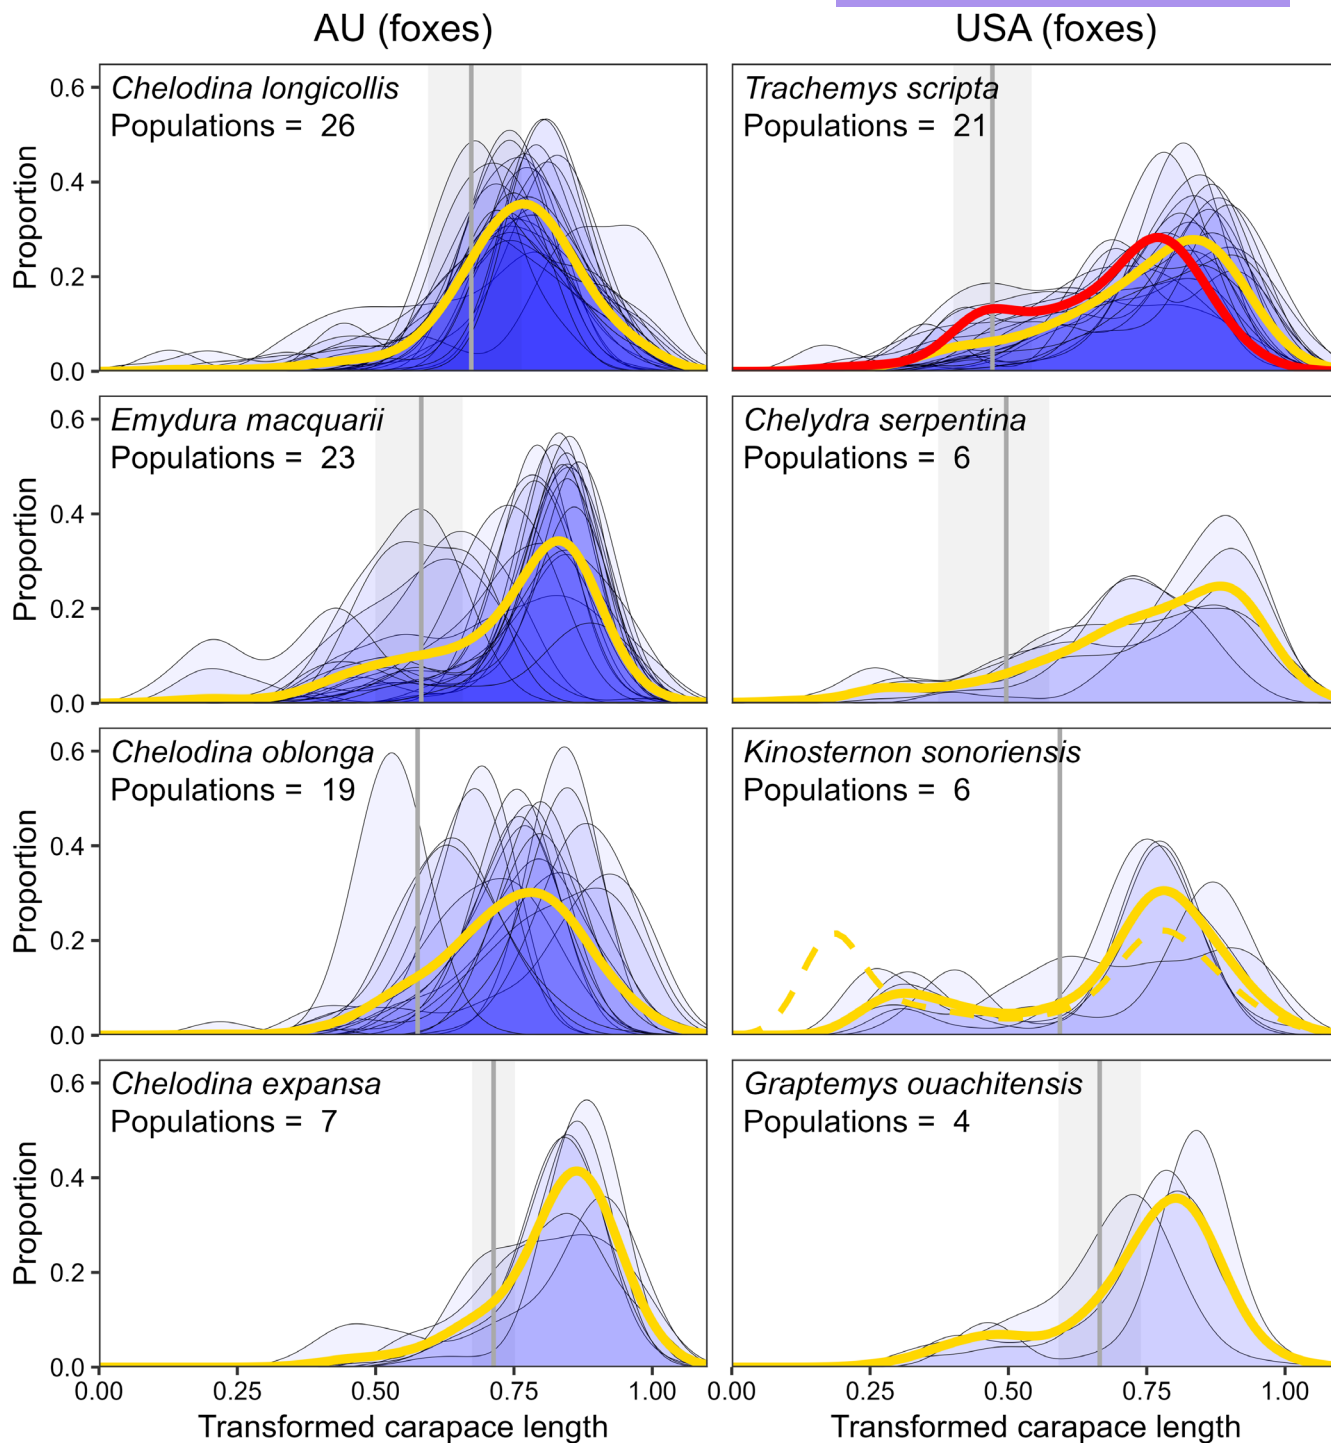 AU (foxes)
USA (foxes)
Chelodina longicollis
Populations = 26
Trachemys scripta
Populations = 21
Proportion
0.6
0.4
0.2
0.0
Emydura macquarii
Populations = 23
Chelydra serpentina
Populations = 6
Proportion
0.6
0.4
0.2
0.0
Chelodina oblonga
Populations = 19
Kinosternon sonoriensis
Populations = 6
Proportion
0.6
0.4
0.2
0.0
Chelodina expansa
Populations = 7
Graptemys ouachitensis
Populations = 4
Proportion
0.6
0.4
0.2
0.0
0.00 0.25 0.50 0.75 1.00
0.00 0.25 0.50 0.75 1.00
Transformed carapace length
Transformed carapace length